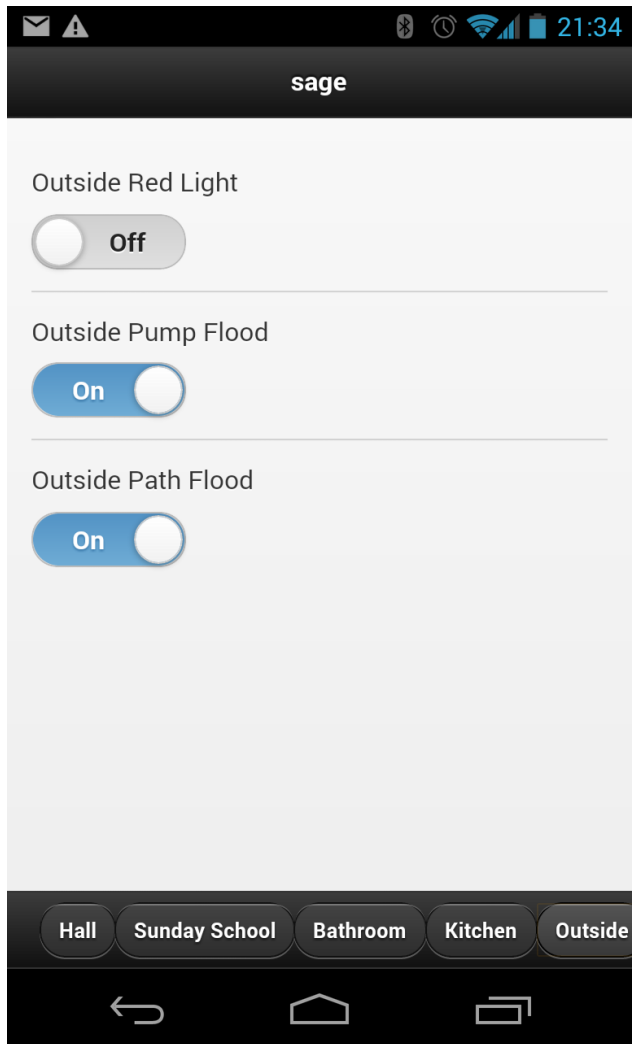 21:34
sage
Outside Red Light
Off
Outside Pump Flood
On
Outside Path Flood
On
Hall Sunday School Bathroom Kitchen Outside